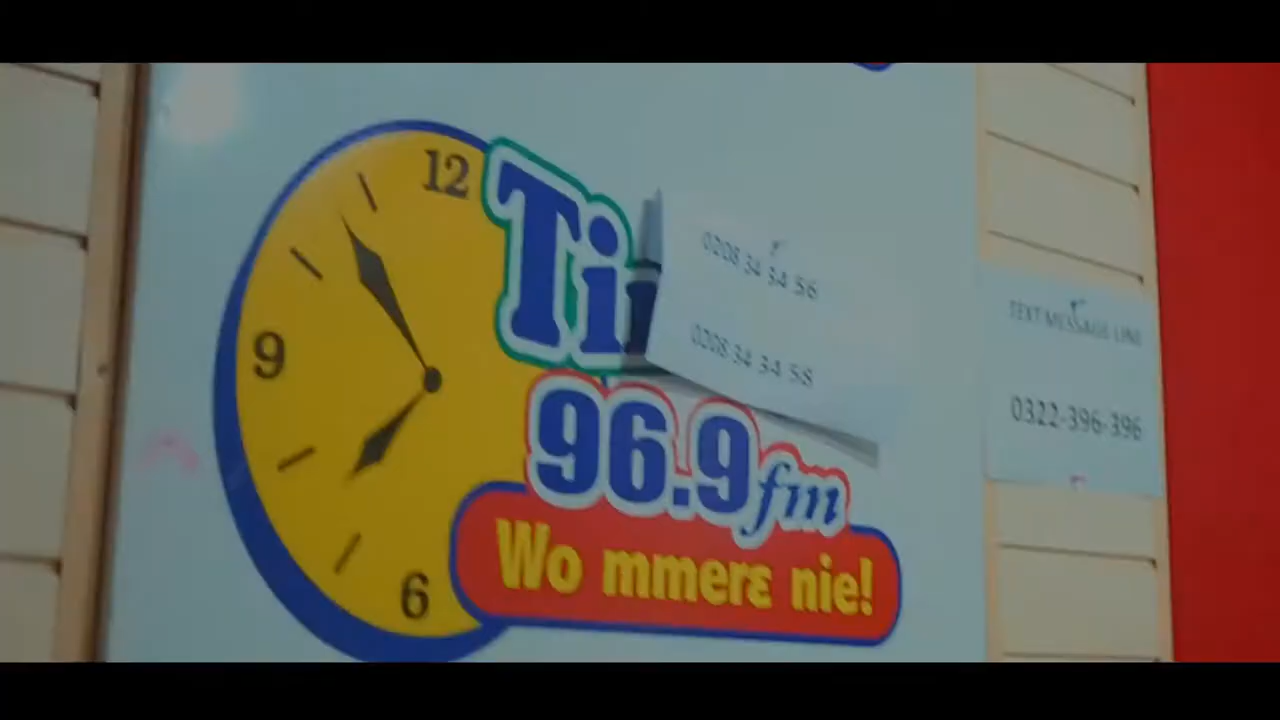 12
9
6
Ti
96.9fm
Wo mmerɛ nie!
0208 34 34 56
0208 34 34 58
TEXT MESSAGE LINE
0322-396-396